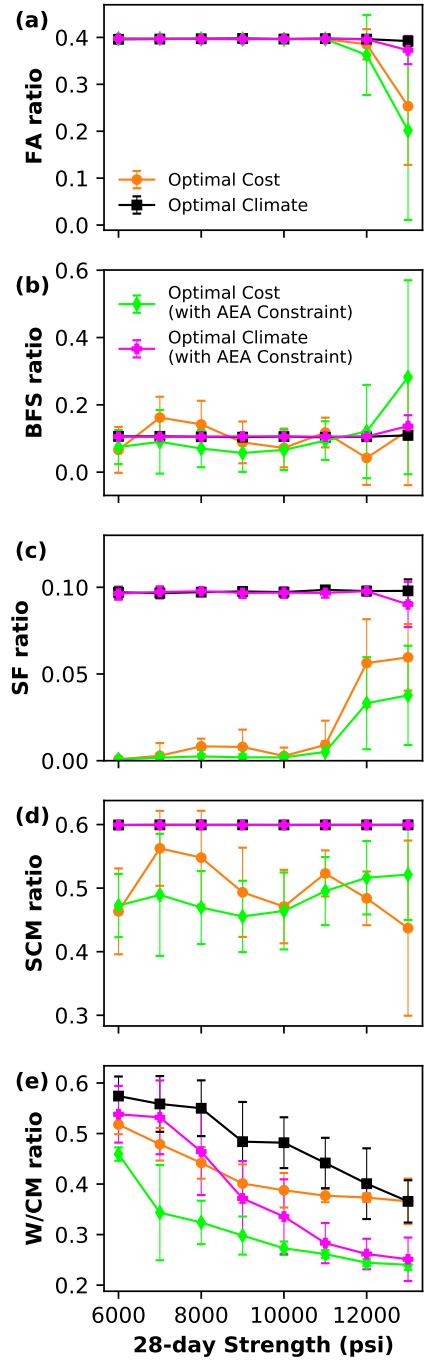 (a)
FA ratio
0.4
0.3
0.2
0.1
0.0
Optimal Cost
Optimal Climate
(b)
BFS ratio
0.6
0.4
0.2
0.0
Optimal Cost
(with AEA Constraint)
Optimal Climate
(with AEA Constraint)
(c)
SF ratio
0.10
0.05
0.00
(d)
SCM ratio
0.6
0.5
0.4
0.3
(e)
W/CM ratio
0.6
0.5
0.4
0.3
0.2
6000 8000 10000 12000
28-day Strength (psi)